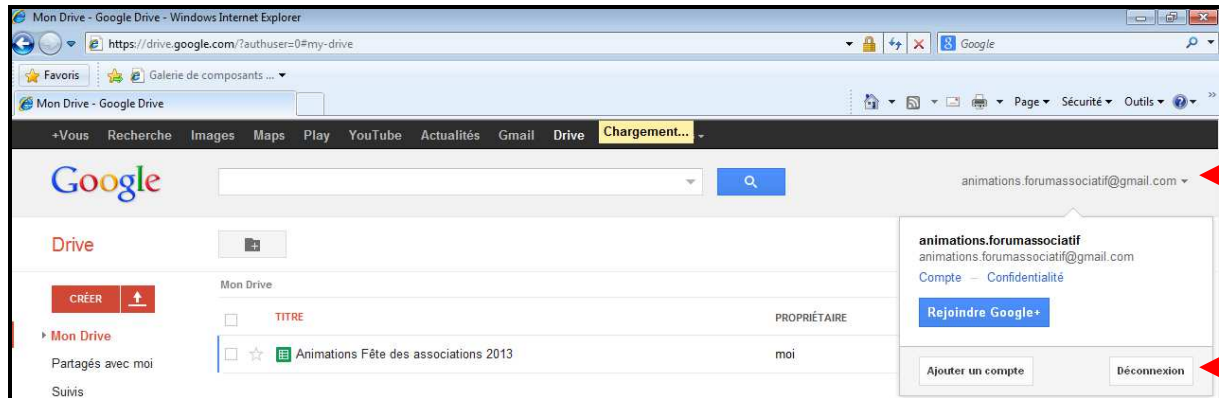 Mon Drive - Google Drive - Windows Internet Explorer
https://drive.google.com/?authuser=0#my-drive
Google
Favoris Galerie de composants ...
Mon Drive - Google Drive
Page Sécurité Outils
+Vous Recherche Images Maps Play YouTube Actualités Gmail Drive Chargement...
Google
animations.forumassociatif@gmail.com
Drive
animations.forumassociatif
animations.forumassociatif@gmail.com
Compte – Confidentialité
Rejoindre Google+
Ajouter un compte Déconnexion
CRÉER
Mon Drive
Partagés avec moi
Suivis
Mon Drive
TITRE PROPRIÉTAIRE
Animations Fête des associations 2013 moi